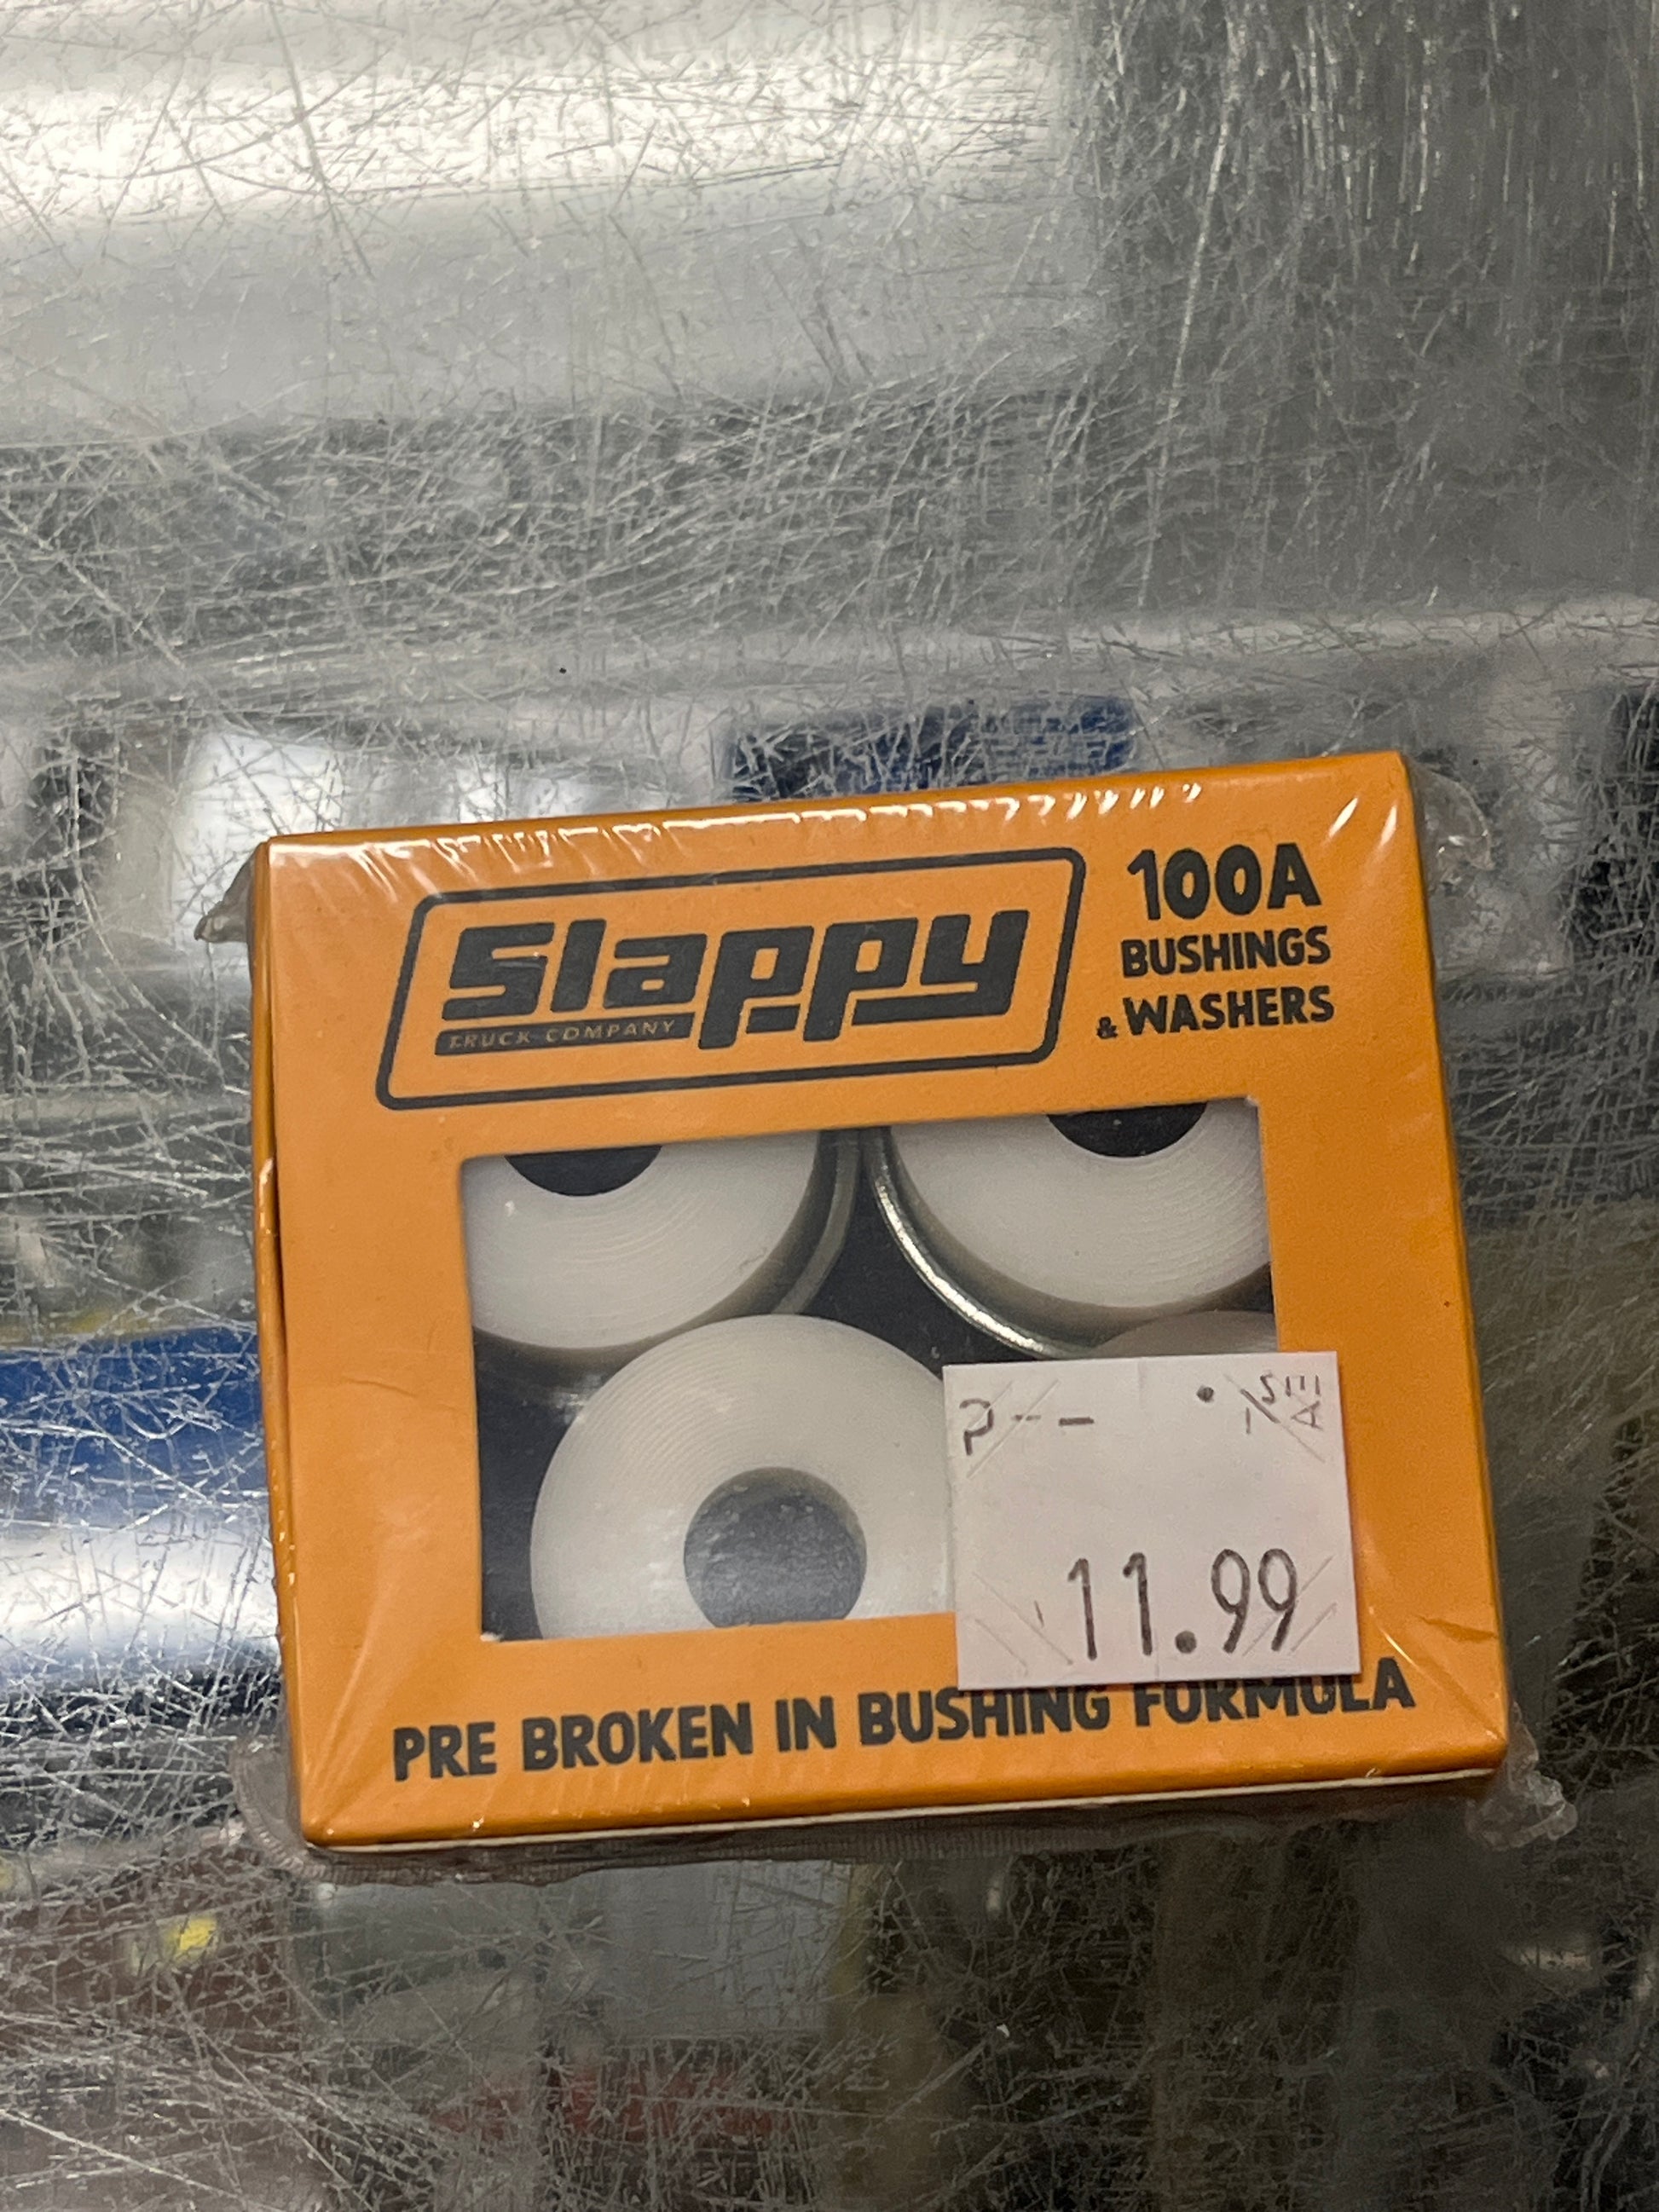 Slappy
TRUCK COMPANY
100A
BUSHINGS
& WASHERS
11.99
PRE BROKEN IN BUSHING FORMULA